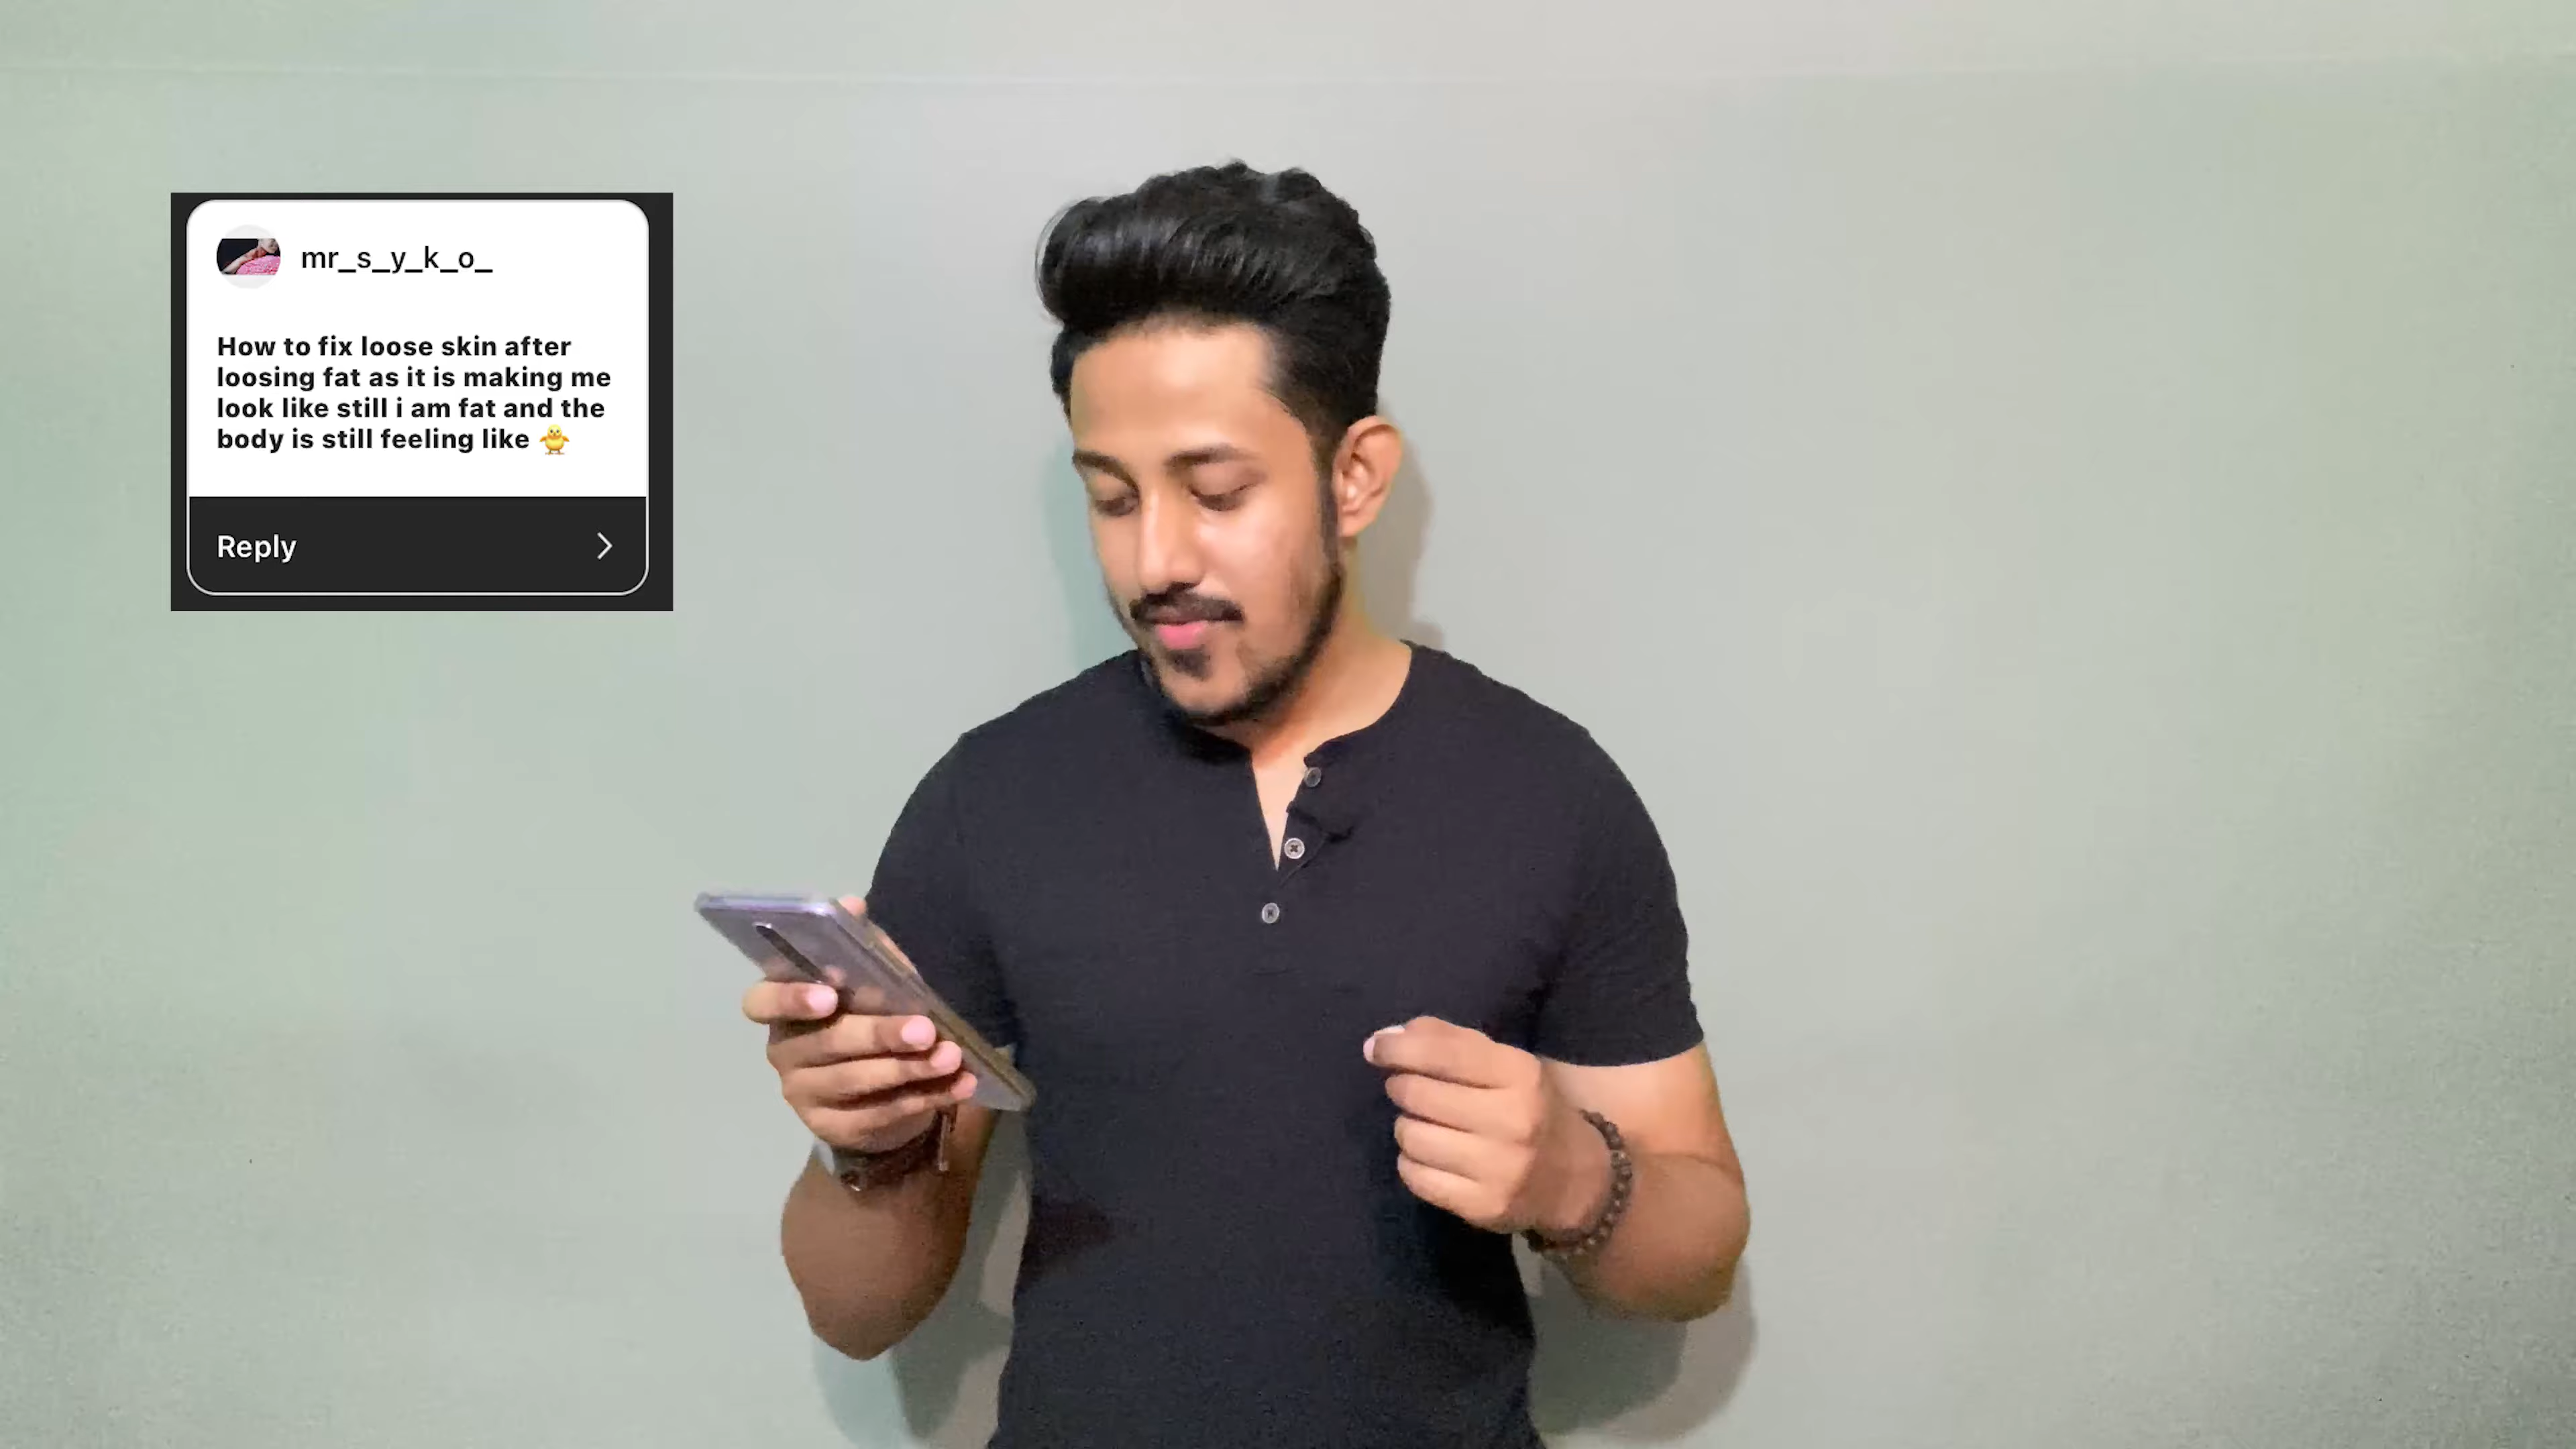 mr_s_y_k_o_
How to fix loose skin after
loosing fat as it is making me
look like still i am fat and the
body is still feeling like 🐥
Reply